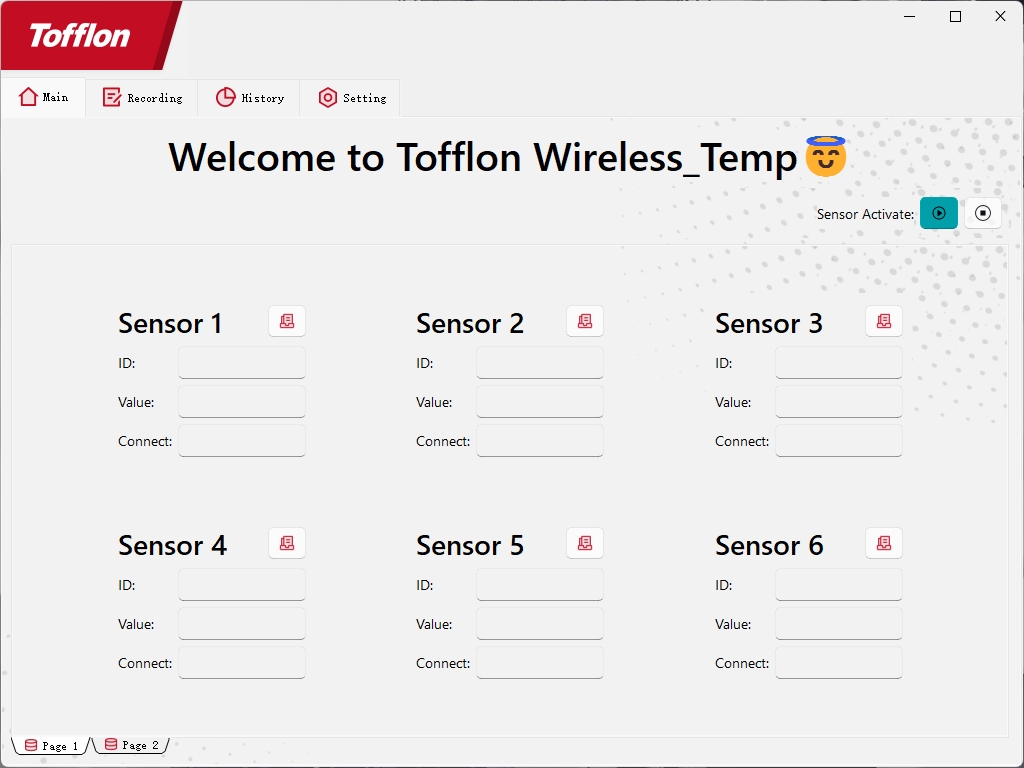 Tofflon
Main Recording History Setting
Welcome to Tofflon Wireless_Temp
Sensor Activate:
Sensor 1 Sensor 2 Sensor 3
ID: ID: ID:
Value: Value: Value:
Connect: Connect: Connect:
Sensor 4 Sensor 5 Sensor 6
ID: ID: ID:
Value: Value: Value:
Connect: Connect: Connect:
Page 1 Page 2